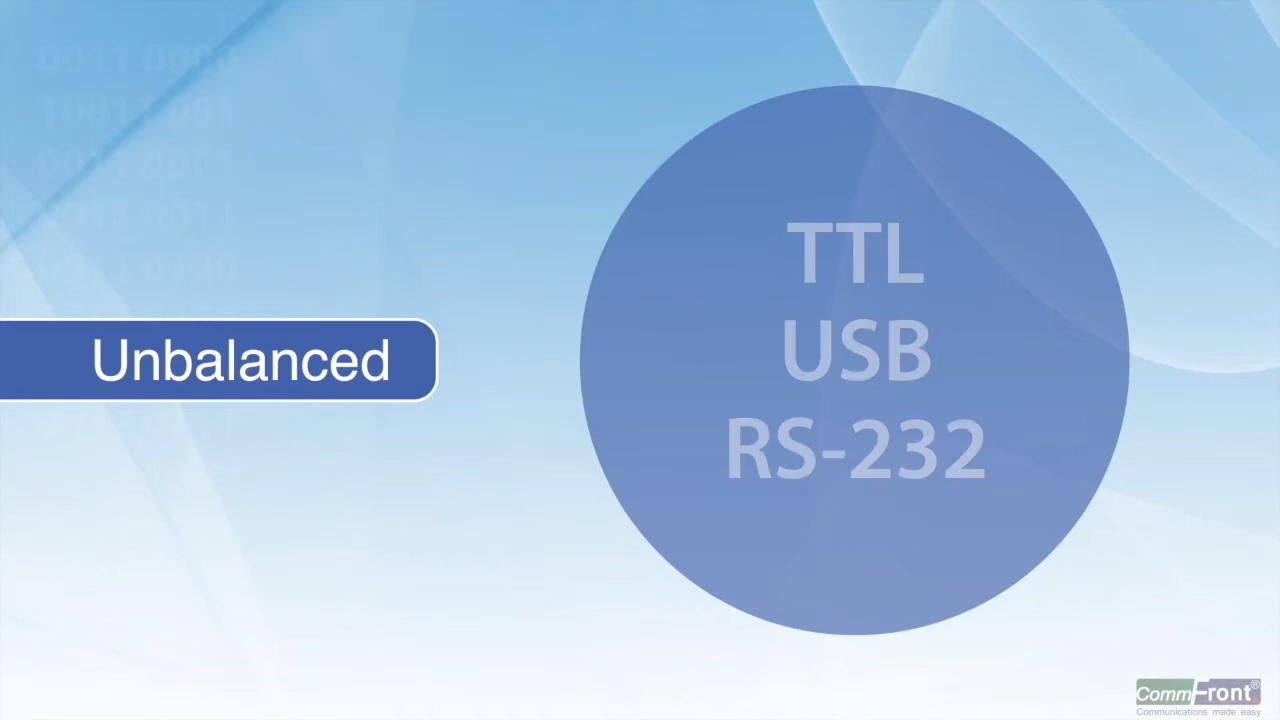 Unbalanced
TTL
USB
RS-232
CommFront®
Communications made easy